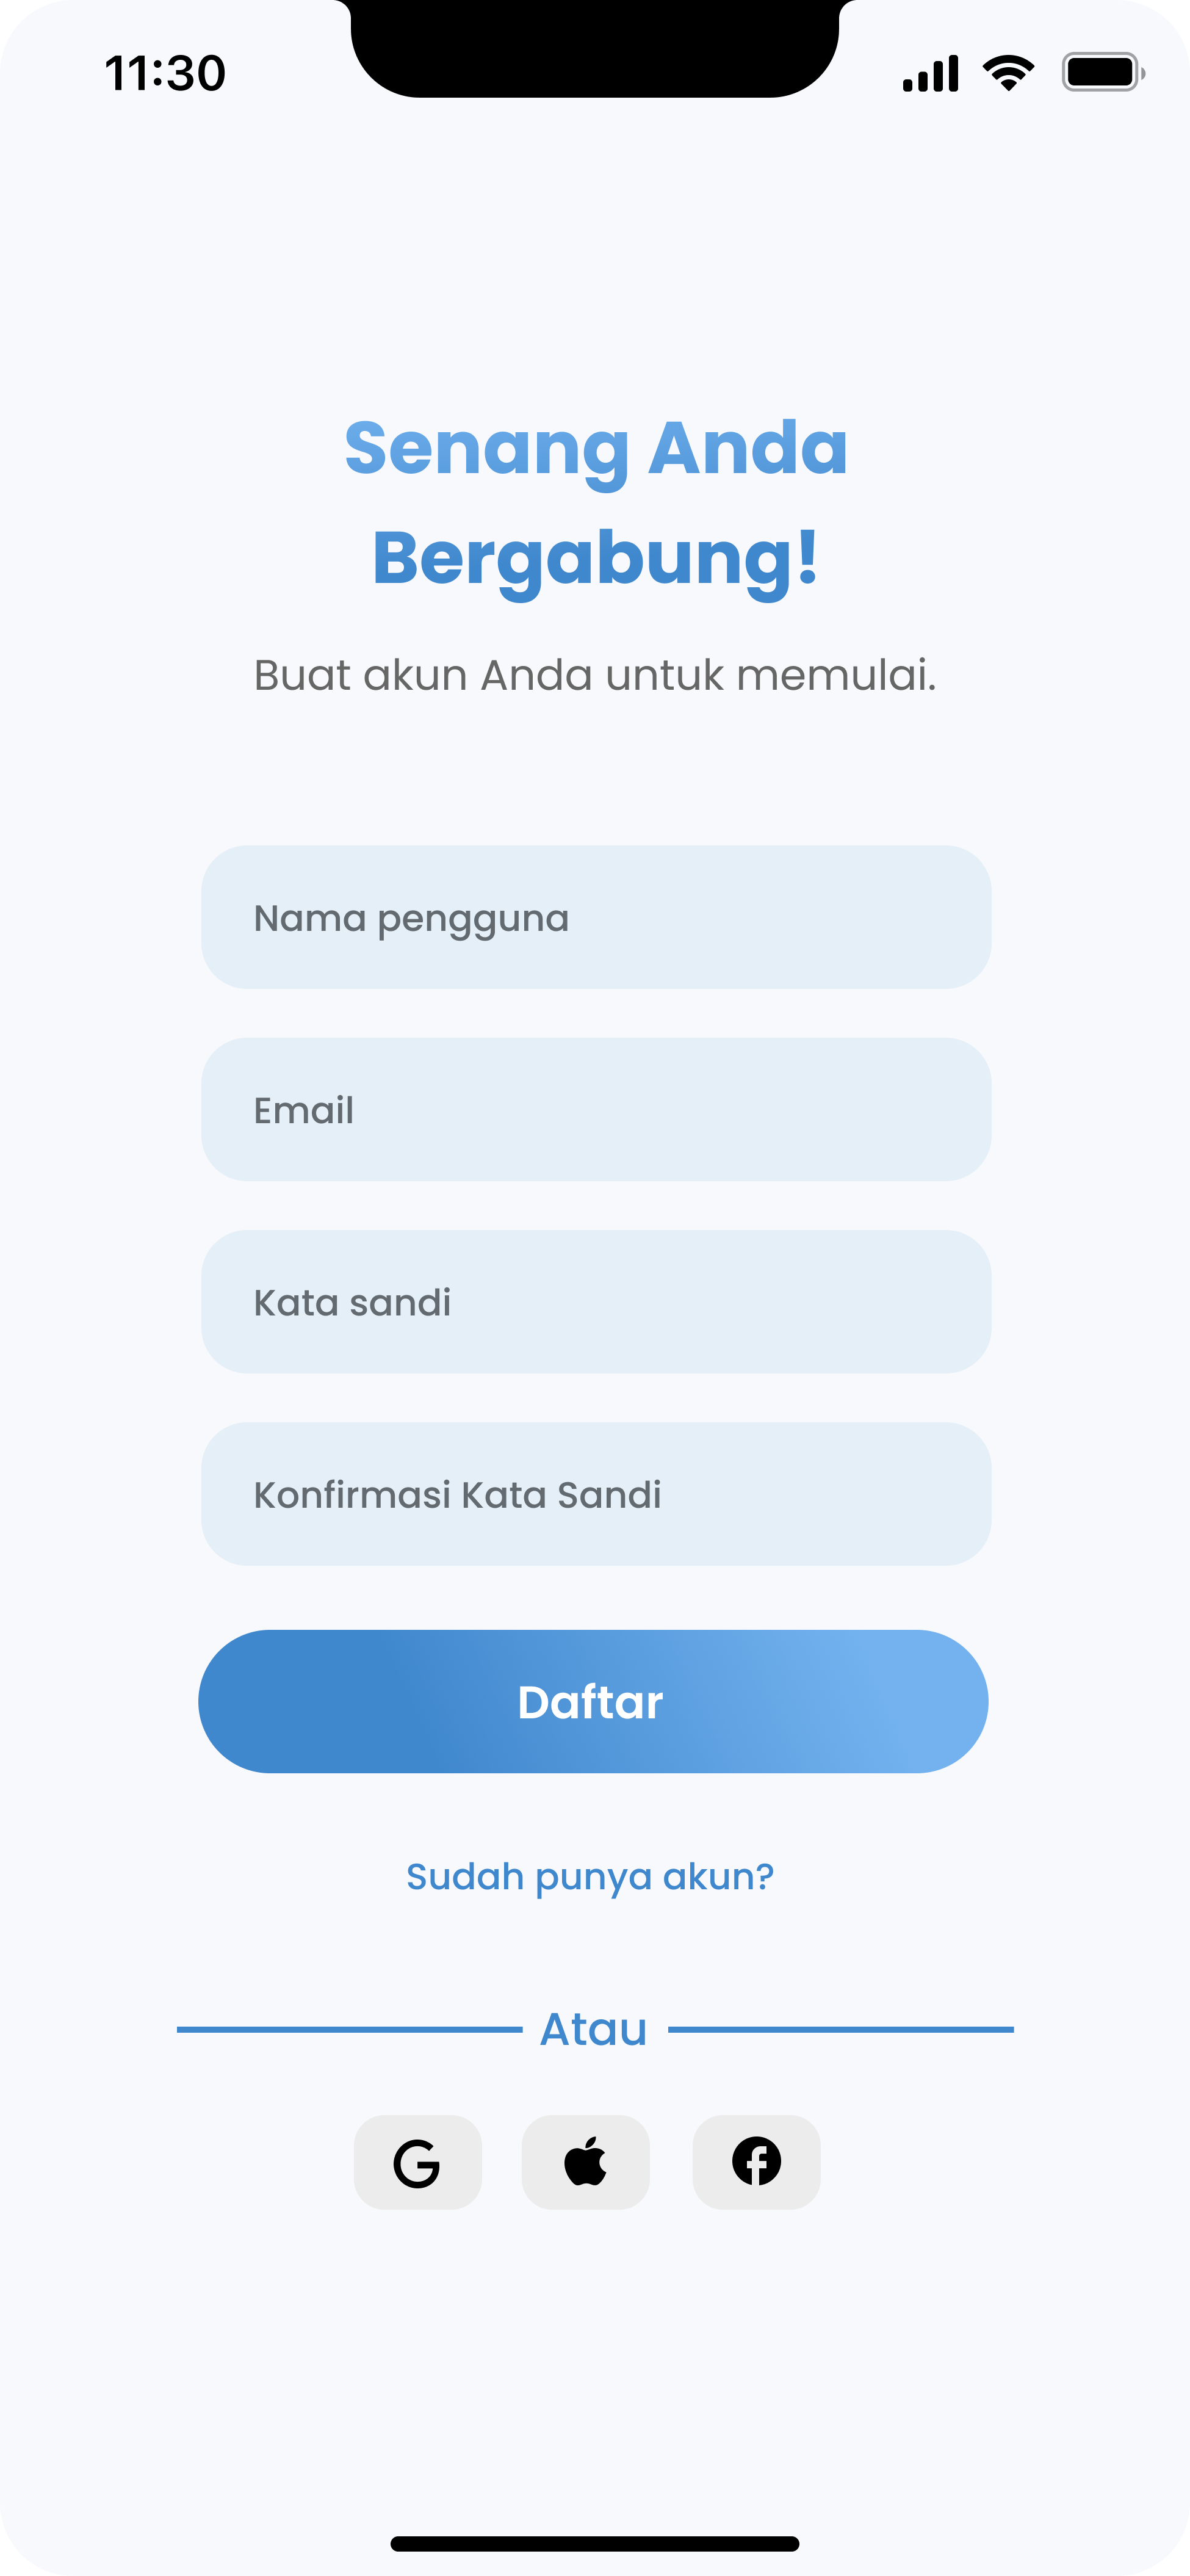 11:30
Senang Anda
Bergabung!
Buat akun Anda untuk memulai.
Nama pengguna
Email
Kata sandi
Konfirmasi Kata Sandi
Daftar
Sudah punya akun?
Atau